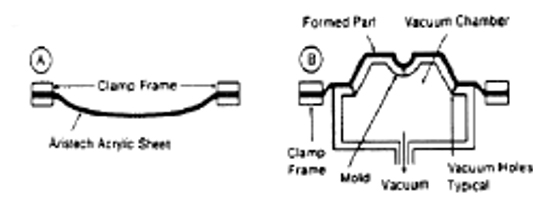 A
Clamp Frame
Aristech Acrylic Sheet
Formed Part
Vacuum Chamber
B
Clamp
Frame
Mold
Vacuum
Vacuum Holes
Typical